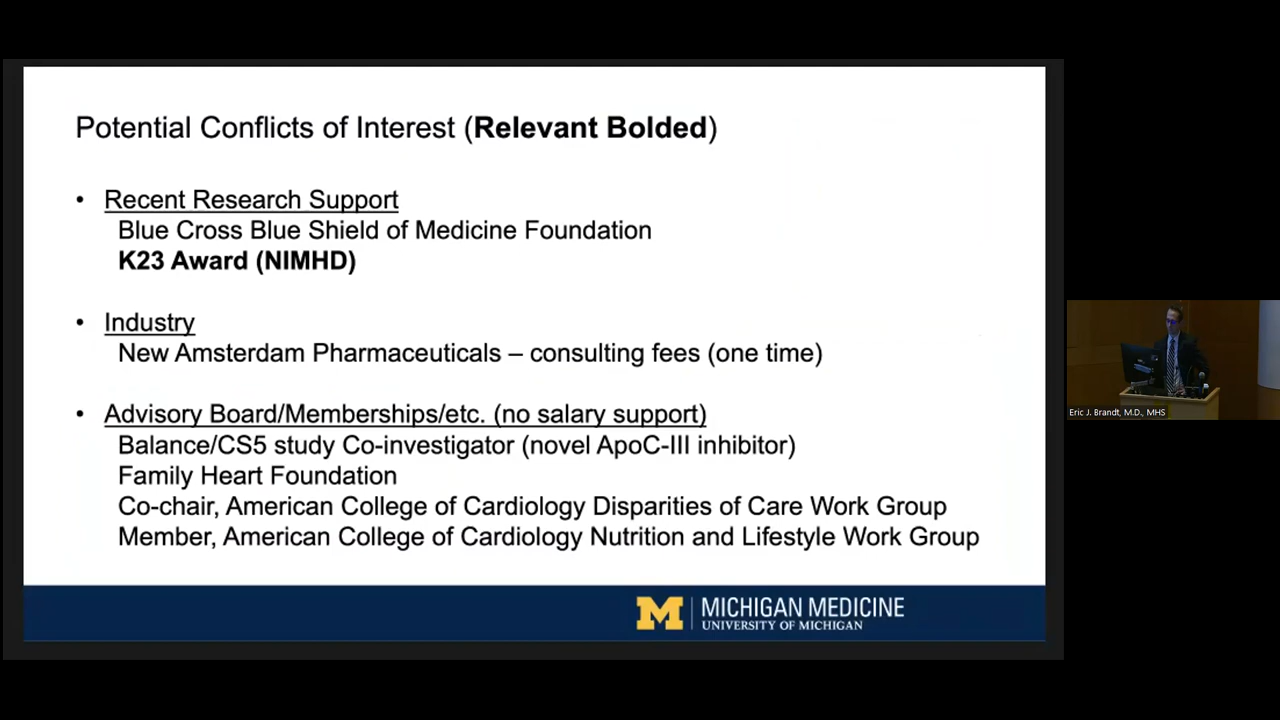 Potential Conflicts of Interest (Relevant Bolded)
• Recent Research Support
Blue Cross Blue Shield of Medicine Foundation
K23 Award (NIMHD)
• Industry
New Amsterdam Pharmaceuticals – consulting fees (one time)
• Advisory Board/Memberships/etc. (no salary support)
Balance/CS5 study Co-investigator (novel ApoC-III inhibitor)
Family Heart Foundation
Co-chair, American College of Cardiology Disparities of Care Work Group
Member, American College of Cardiology Nutrition and Lifestyle Work Group
M MICHIGAN MEDICINE
UNIVERSITY OF MICHIGAN
Eric J. Brandt, M.D., MHS